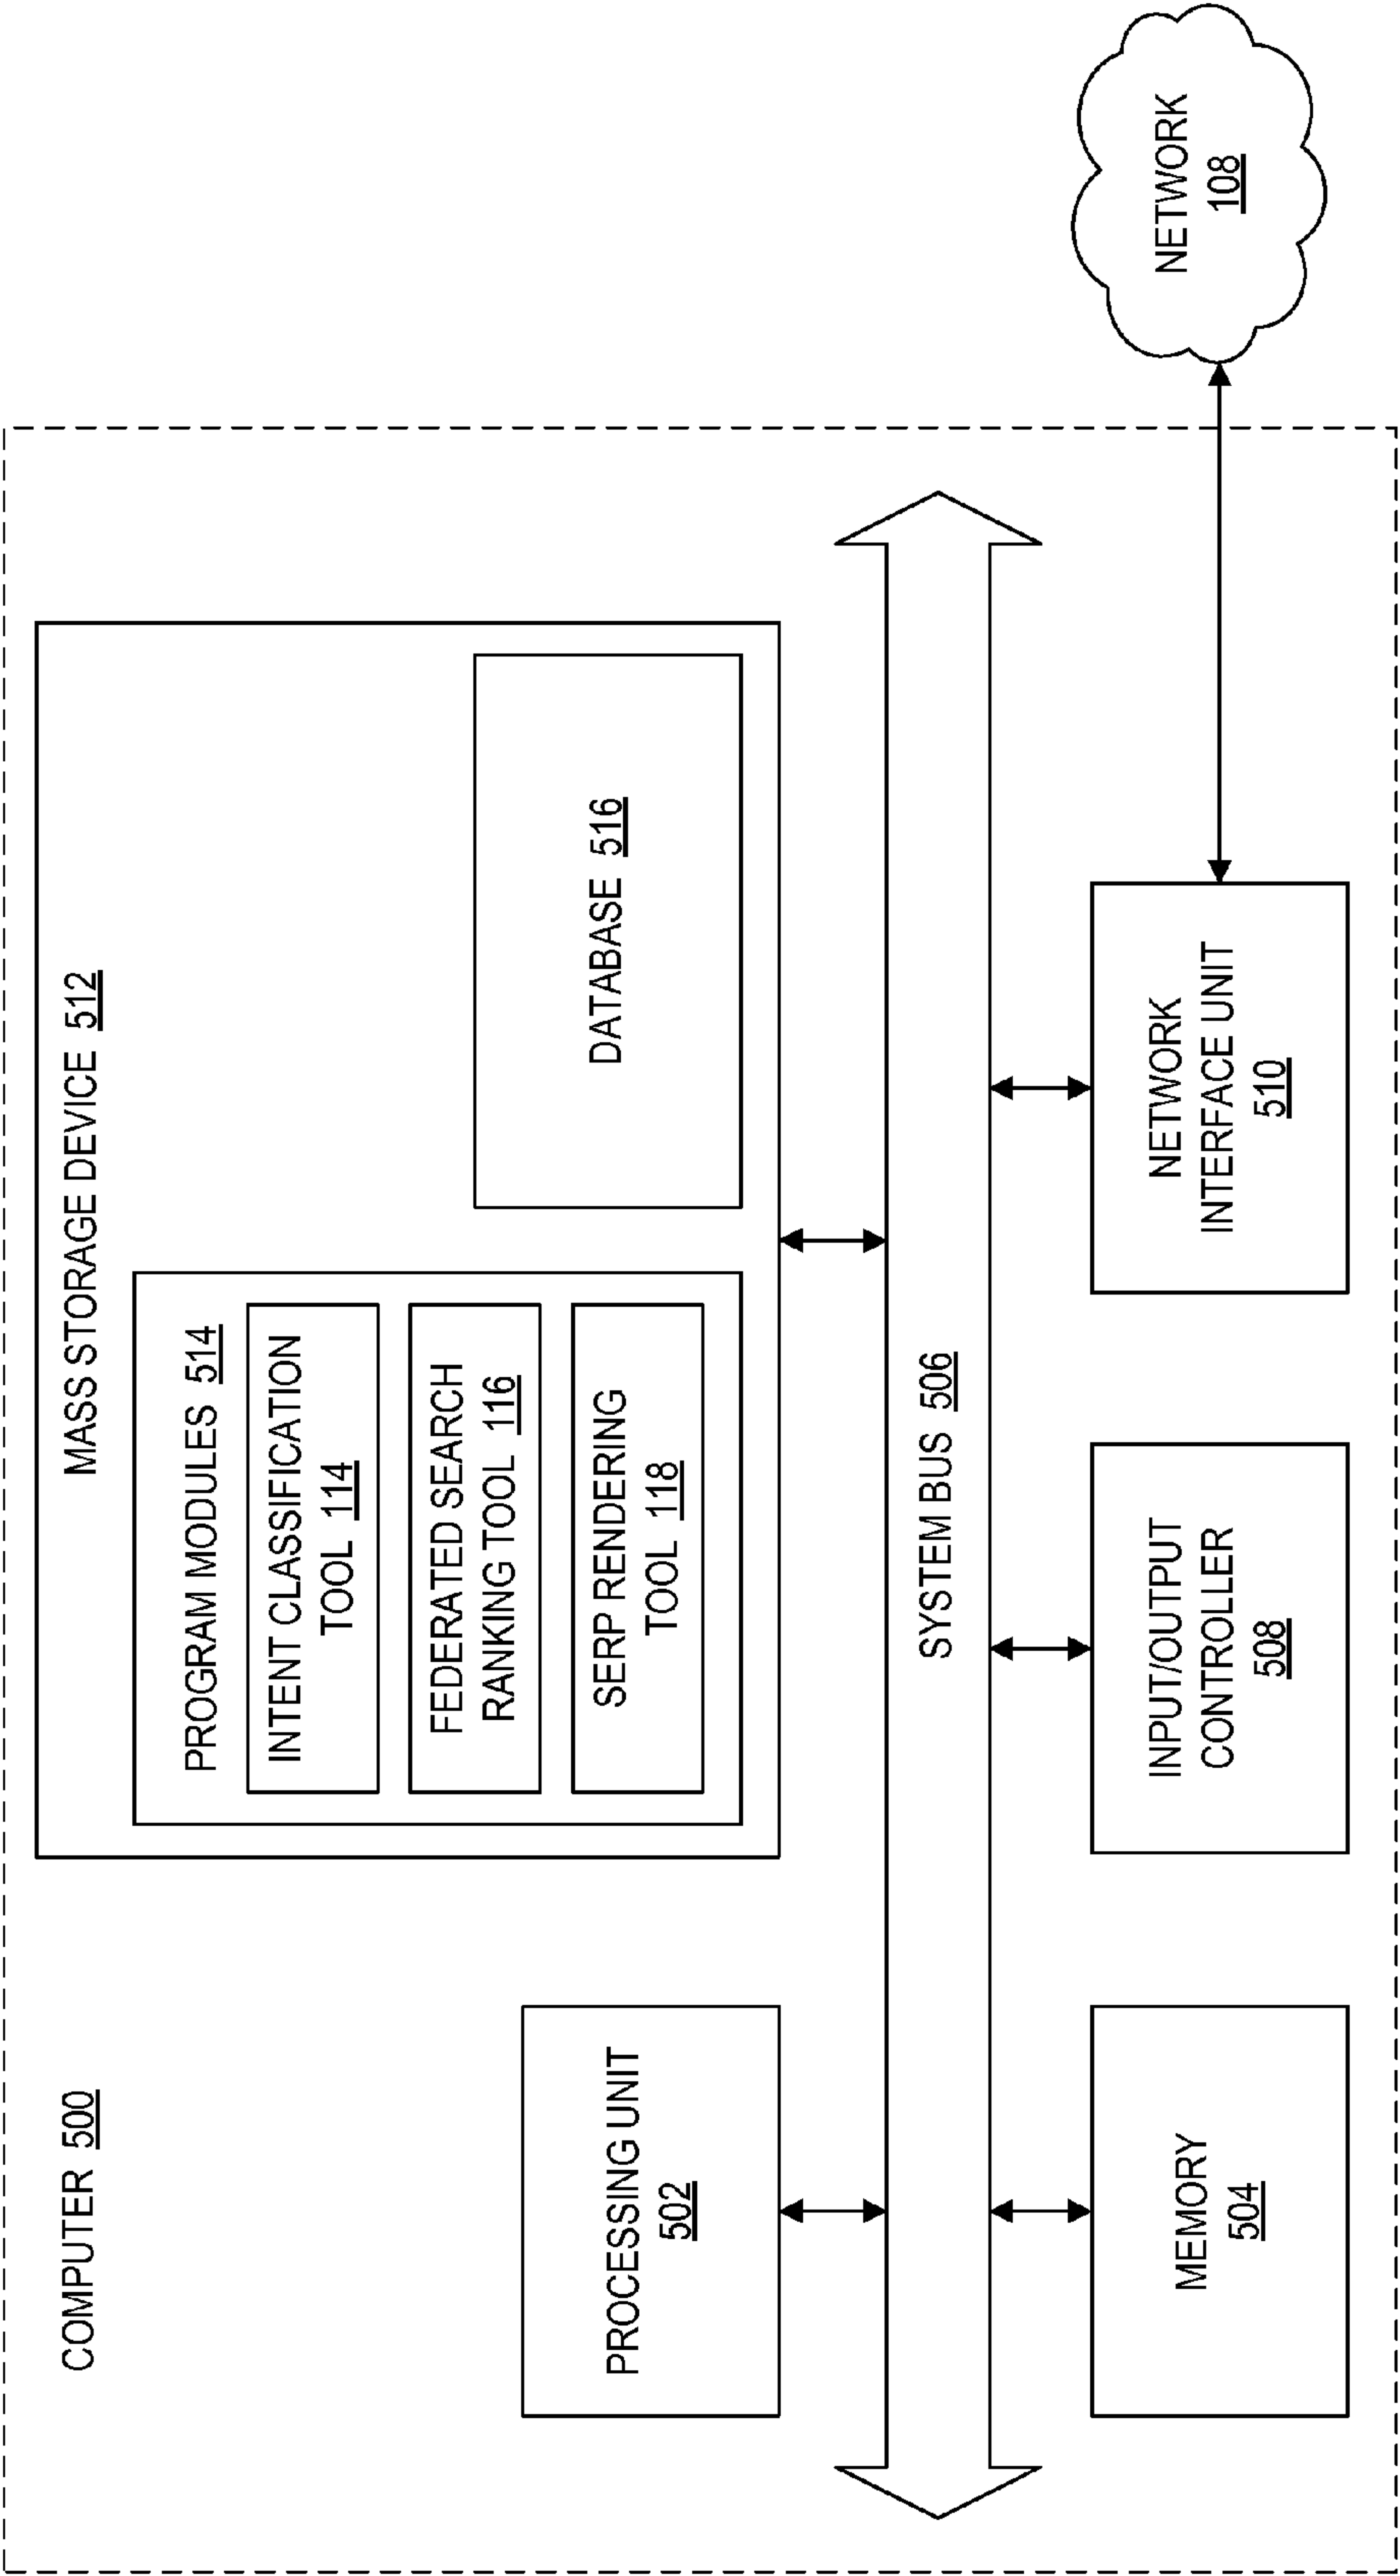 COMPUTER 500
MASS STORAGE DEVICE 512
PROGRAM MODULES 514
INTENT CLASSIFICATION
TOOL 114
FEDERATED SEARCH
RANKING TOOL 116
SERP RENDERING
TOOL 118
DATABASE 516
PROCESSING UNIT
502
SYSTEM BUS 506
MEMORY
504
INPUT/OUTPUT
CONTROLLER
508
NETWORK
INTERFACE UNIT
510
NETWORK
108